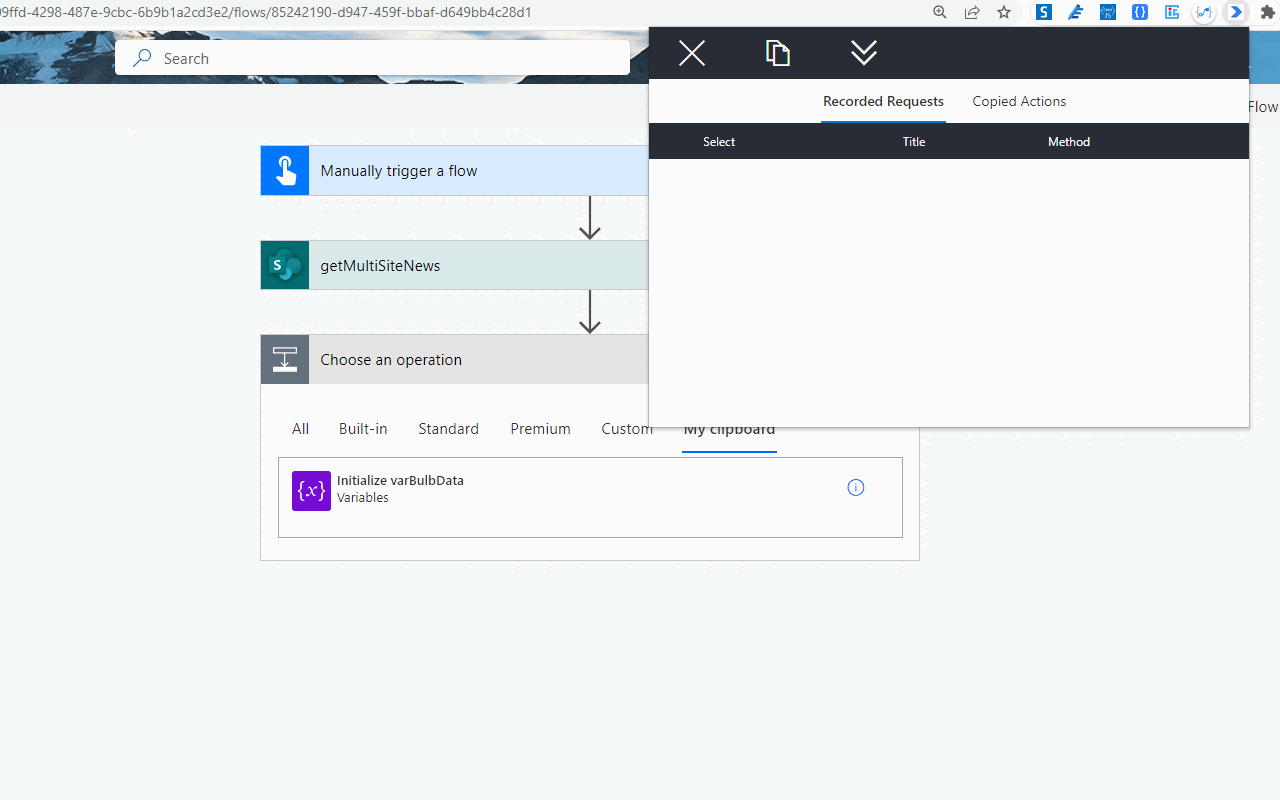 09ffd-4298-487e-9cbc-6b9b1a2cd3e2/flows/85242190-d947-459f-bbaf-d649bb4c28d1
Search
Recorded Requests Copied Actions
Flow
Select Title Method
Manually trigger a flow
getMultiSiteNews
Choose an operation
All Built-in Standard Premium Custom My clipboard
Initialize varBulbData
Variables